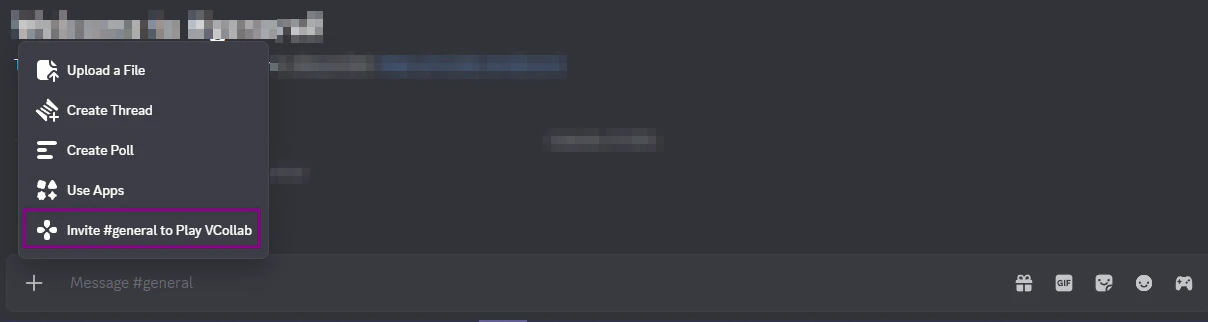 Upload a File
Create Thread
Create Poll
Use Apps
Invite #general to Play VCollab
Message #general
GIF